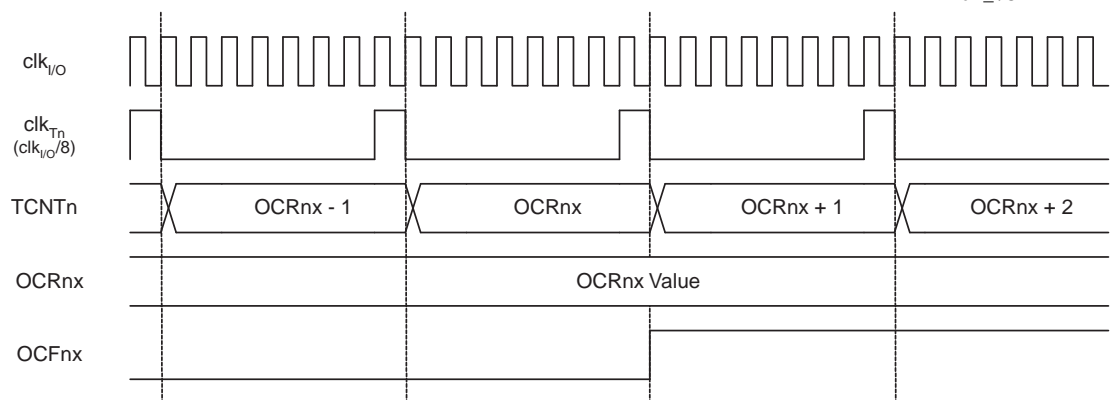 clkI/O
clkTn
(clkI/O/8)
TCNTn
OCRnx - 1
OCRnx
OCRnx + 1
OCRnx + 2
OCRnx
OCRnx Value
OCFnx